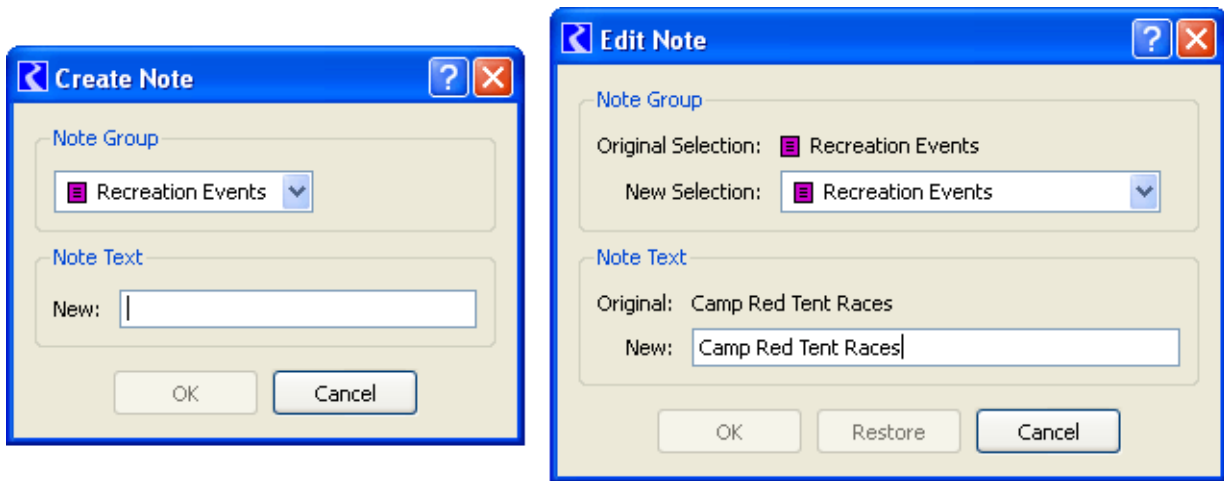 Create Note
?
Note Group
Recreation Events
Note Text
New:
OK Cancel
Edit Note
?
Note Group
Original Selection: Recreation Events
New Selection: Recreation Events
Note Text
Original: Camp Red Tent Races
New: Camp Red Tent Races
OK Restore Cancel